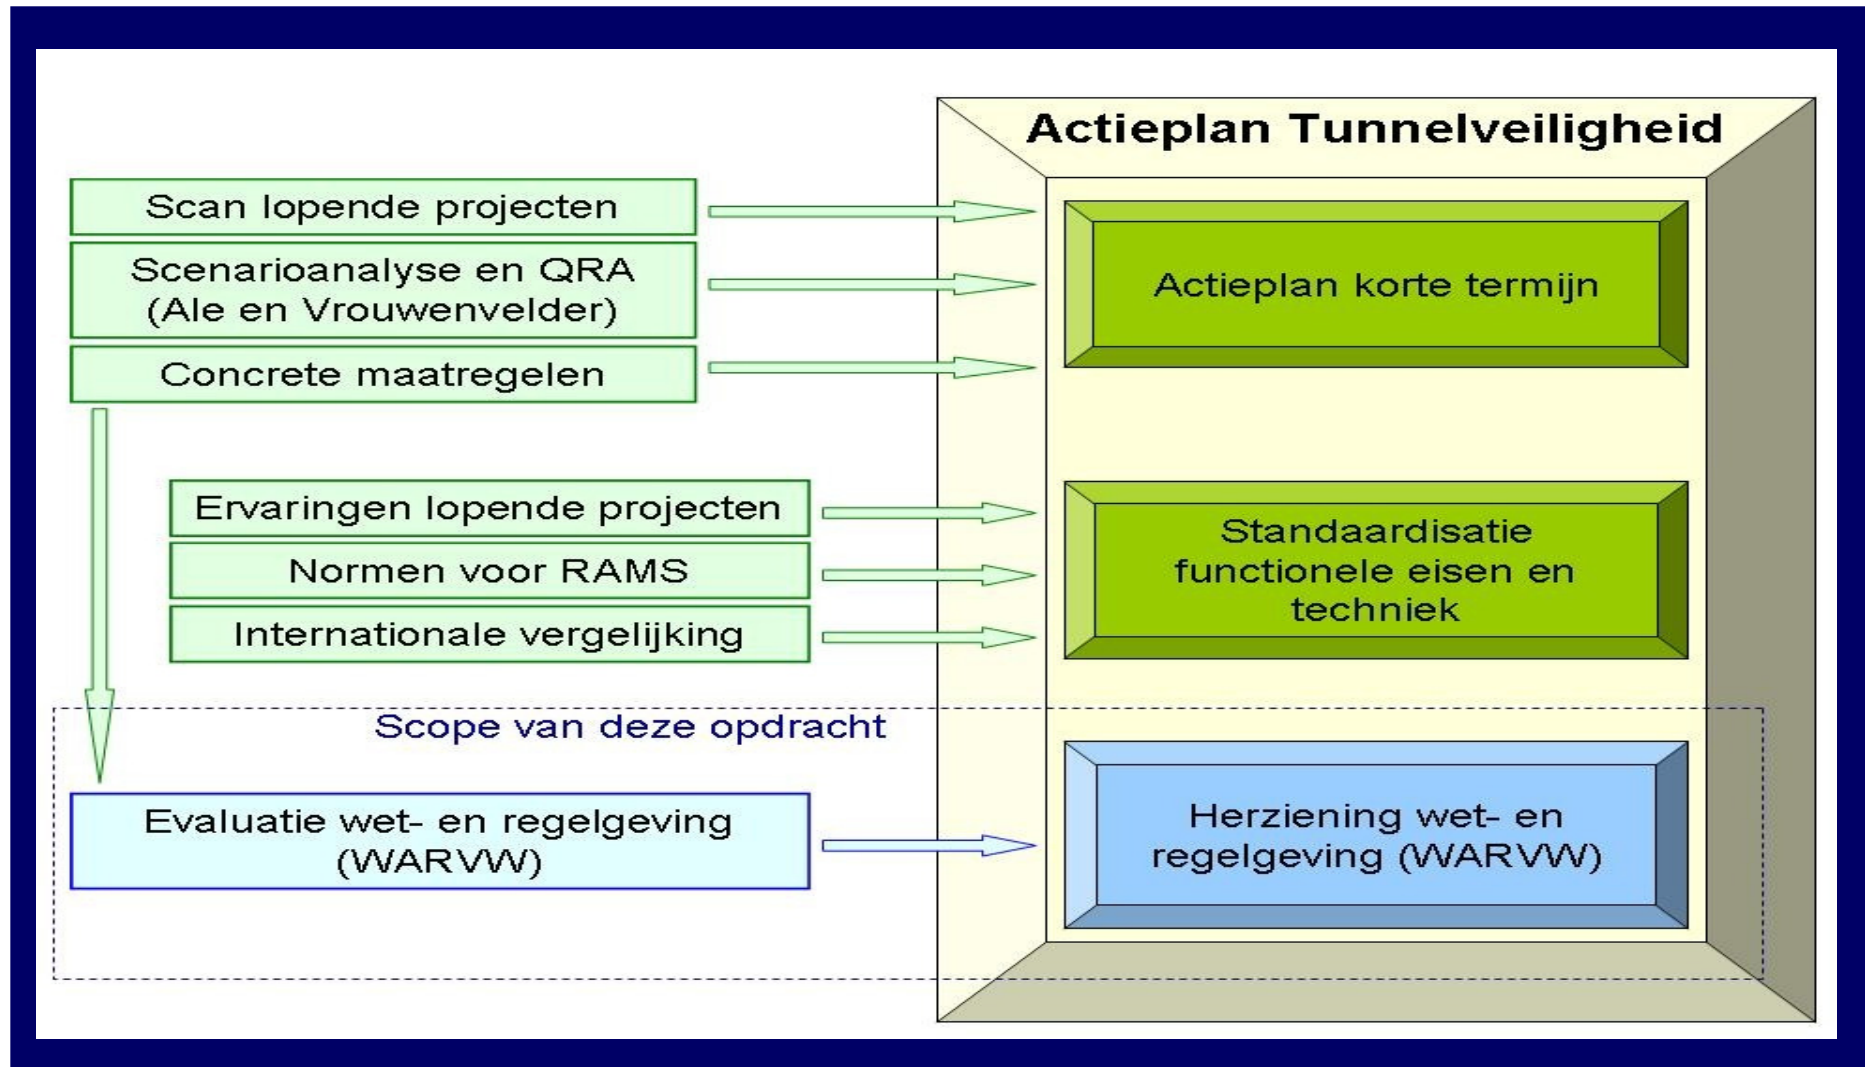 Actieplan Tunnelveiligheid
Scan lopende projecten
Scenarioanalyse en QRA
(Ale en Vrouwenvelder)
Concrete maatregelen
Actieplan korte termijn
Ervaringen lopende projecten
Normen voor RAMS
Internationale vergelijking
Standaardisatie
functionele eisen en
techniek
Scope van deze opdracht
Evaluatie wet- en regelgeving
(WARVW)
Herziening wet- en
regelgeving (WARVW)